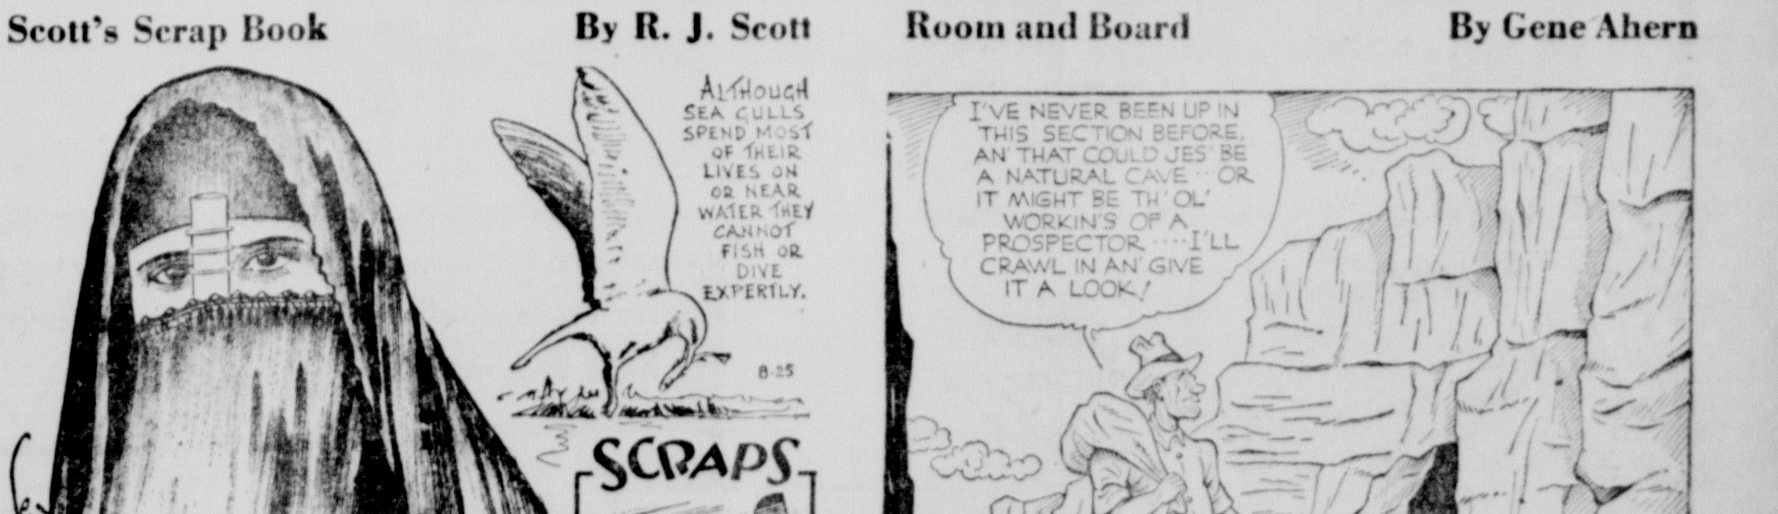 Scott's Scrap Book
By R. J. Scott
ALTHOUGH
SEA GULLS
SPEND MOST
OF THEIR
LIVES ON
OR NEAR
WATER THEY
CANNOT
FISH OR
DIVE
EXPERTLY.
8-25
SCRAPS
Room and Board
By Gene Ahern
I'VE NEVER BEEN UP IN
THIS SECTION BEFORE,
AN' THAT COULD JES' BE
A NATURAL CAVE ... OR
IT MIGHT BE TH' OL'
WORKIN'S OF A
PROSPECTOR ....I'LL
CRAWL IN AN' GIVE
IT A LOOK!